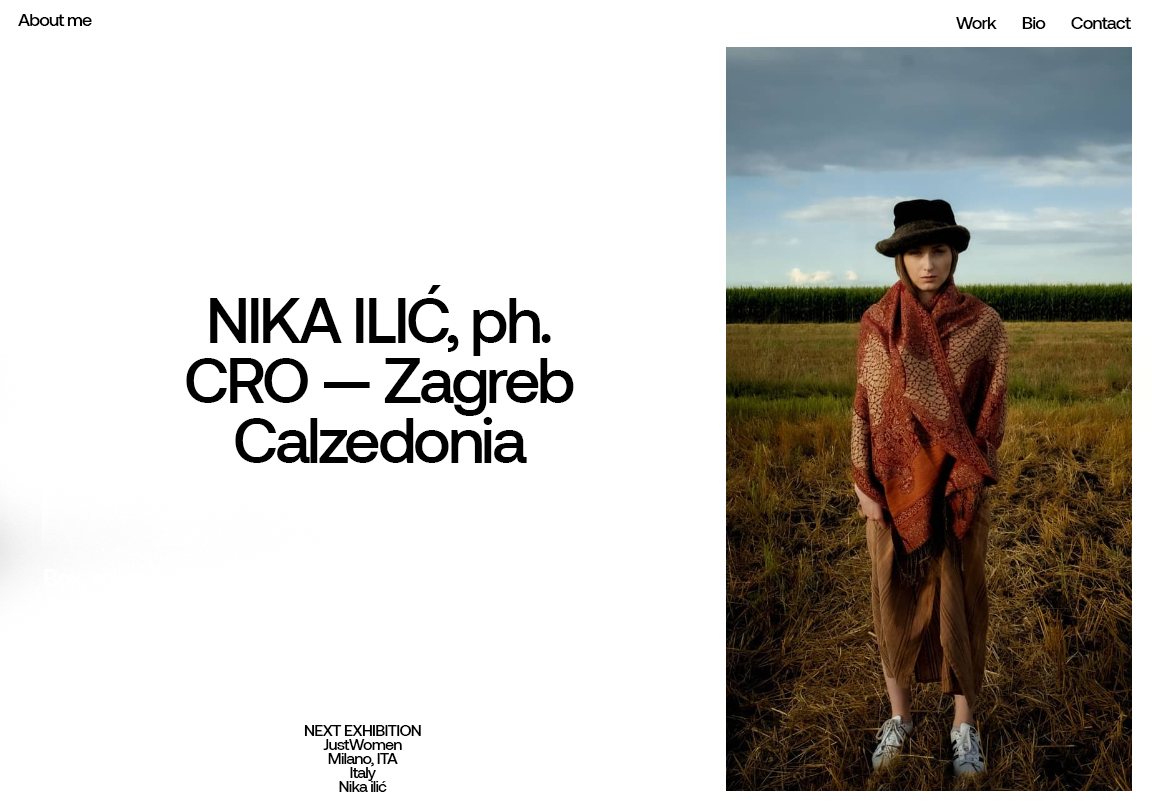 About me
Work Bio Contact
NIKA ILIĆ, ph.
CRO — Zagreb
Calzedonia
NEXT EXHIBITION
JustWomen
Milano, ITA
Italy
Nika ilić